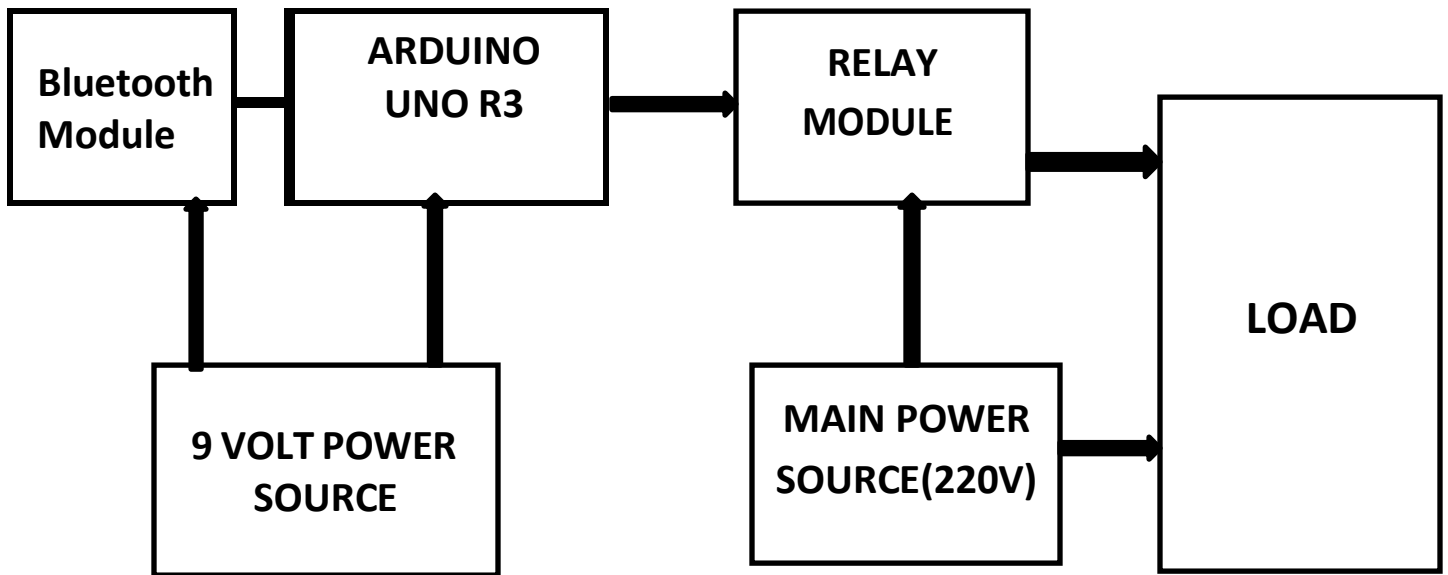 Bluetooth
Module
ARDUINO
UNO R3
RELAY
MODULE
LOAD
9 VOLT POWER
SOURCE
MAIN POWER
SOURCE(220V)